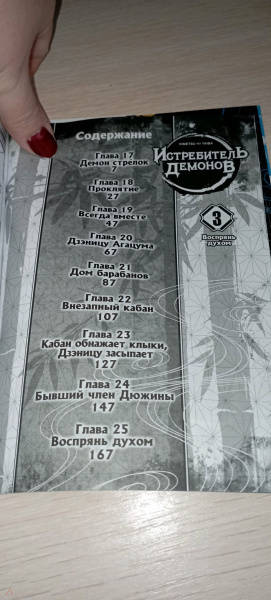 Содержание
Глава 17
Демон стрелок
7
Глава 18
Проклятие
27
Глава 19
Всегда вместе
47
Глава 20
Дзэницу Агацума
67
Глава 21
Дом барабанов
87
Глава 22
Внезапный кабан
107
Глава 23
Кабан обнажает клыки,
Дзэницу засыпает
127
Глава 24
Бывший член Дюжины
147
Глава 25
Воспрянь духом
167
ИСТРЕБИТЕЛЬ
ДЕМОНОВ
3
Воспрянь
духом